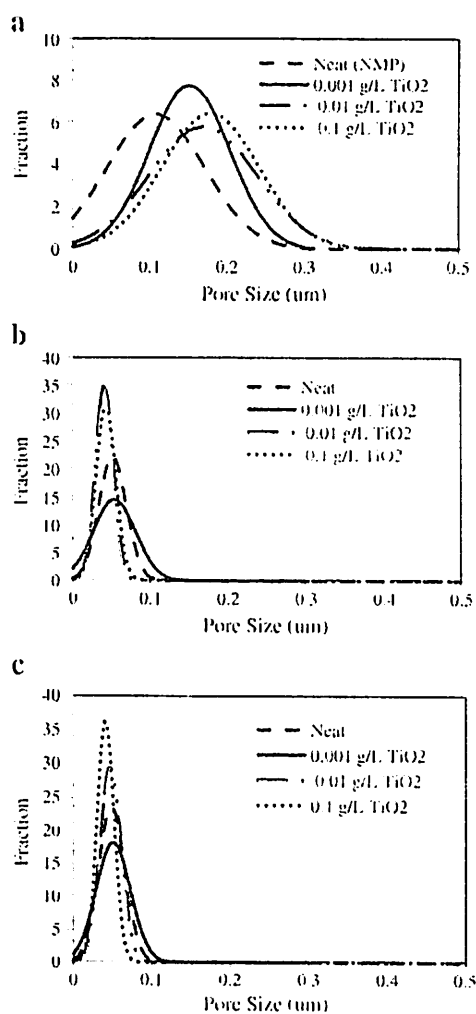 a
10
8
6
4
2
0
Fraction
Neat (NMP)
0.001 g/L TiO2
0.01 g/L TiO2
0.1 g/L TiO2
0 0.1 0.2 0.3 0.4 0.5
Pore Size (um)
b
40
35
30
25
20
15
10
5
0
Fraction
Neat
0.001 g/L TiO2
0.01 g/L TiO2
0.1 g/L TiO2
0 0.1 0.2 0.3 0.4 0.5
Pore Size (um)
c
40
35
30
25
20
15
10
5
0
Fraction
Neat
0.001 g/L TiO2
0.01 g/L TiO2
0.1 g/L TiO2
0 0.1 0.2 0.3 0.4 0.5
Pore Size (um)